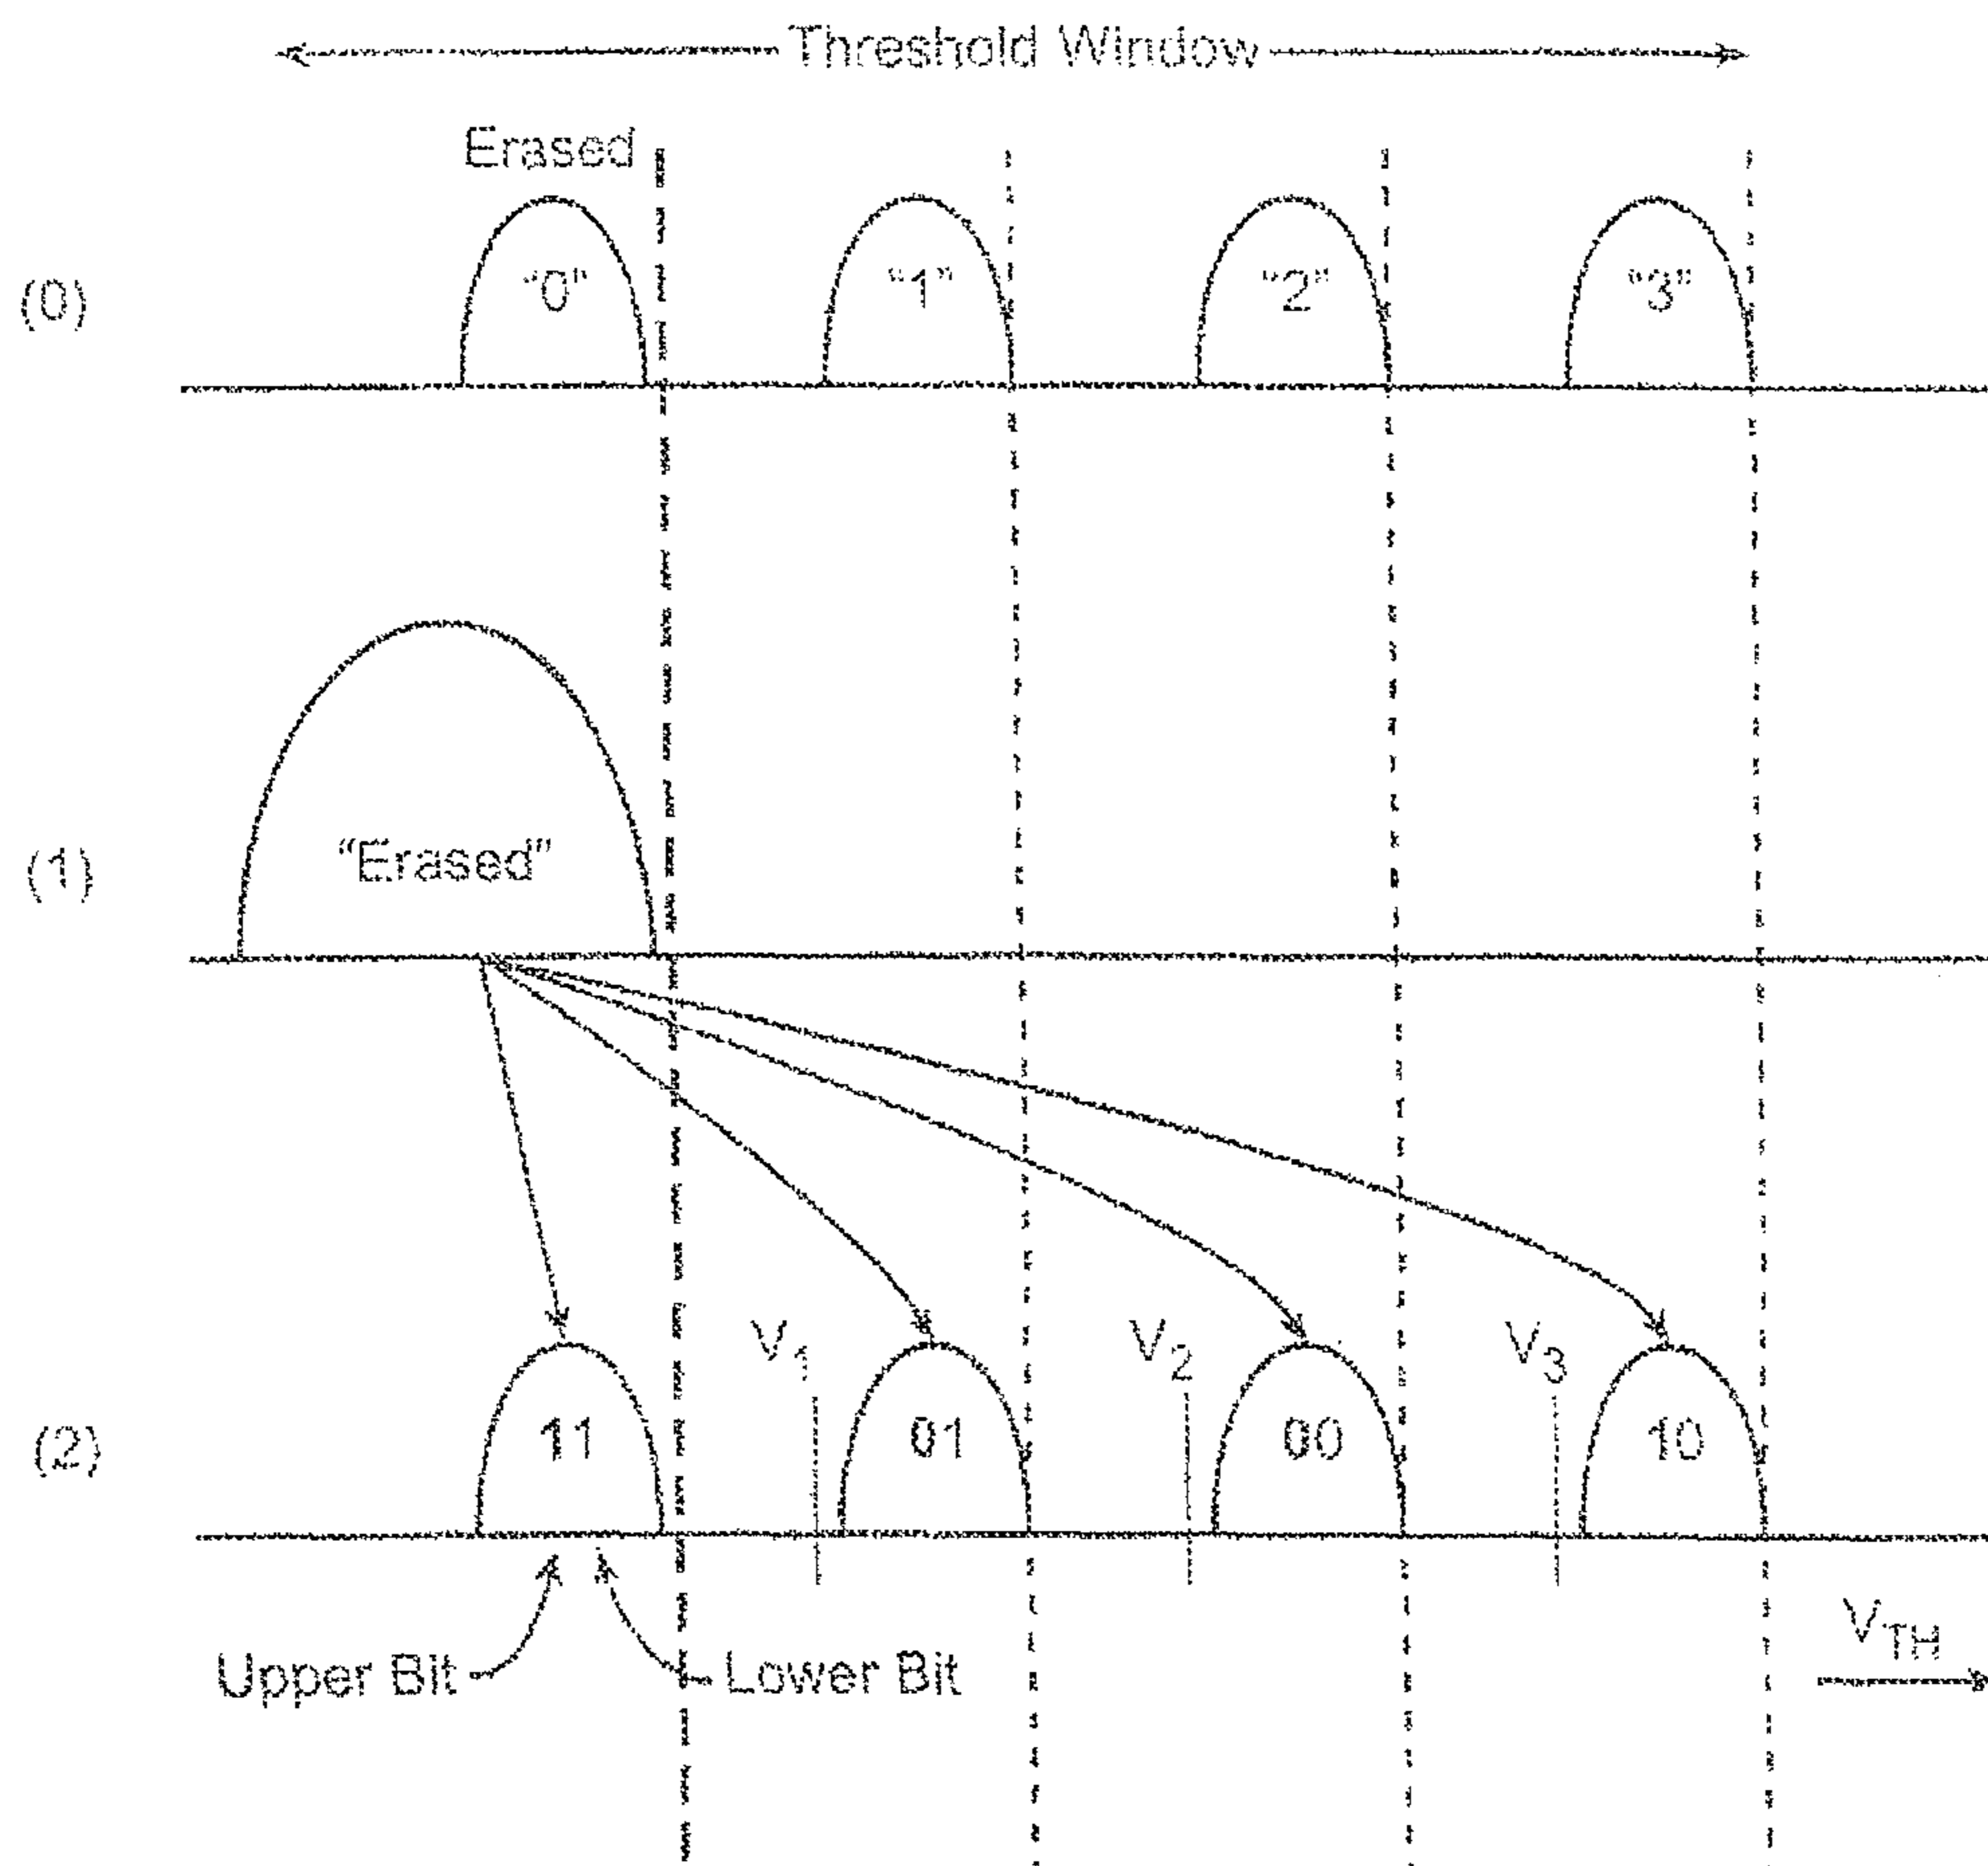 Threshold Window
Erased
(0) "0" "1" "2" "3"
(1) "Erased"
V1 V2 V3
(2) 11 01 00 10
Upper Bit Lower Bit
VTH